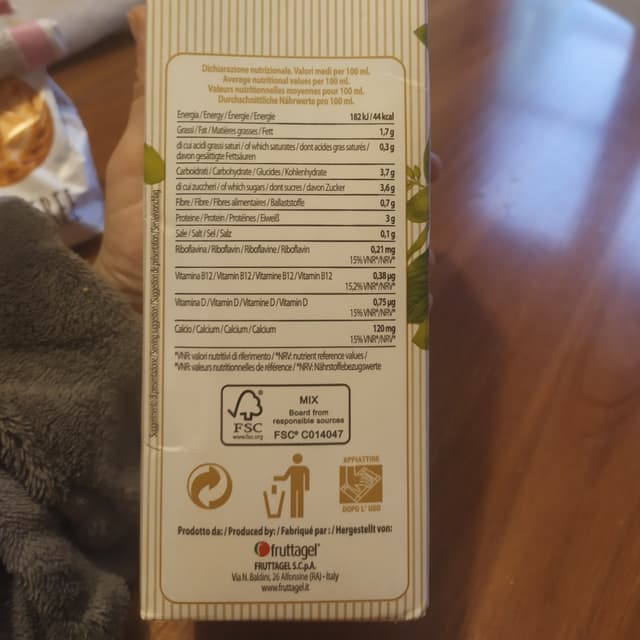 Dichiarazione nutrizionale. Valori medi per 100 ml.
Average nutritional values per 100 ml.
Valeurs nutritionnelles moyennes pour 100 ml.
Durchschnittliche Nährwerte pro 100 ml.
Energia / Energy / Énergie / Energie 182 kJ / 44 kcal
Grassi / Fat / Matières grasses / Fett 1,7 g
di cui acidi grassi saturi / of which saturates / dont acides gras saturés / 0,3 g
davon gesättigte Fettsäuren
Carboidrati / Carbohydrate / Glucides / Kohlenhydrate 3,7 g
di cui zuccheri / of which sugars / dont sucres / davon Zucker 3,6 g
Fibre / Fibre / Fibres alimentaires / Ballaststoffe 0,7 g
Proteine / Protein / Protéines / Eiweiß 3 g
Sale / Salt / Sel / Salz 0,1 g
Riboflavina / Riboflavin / Riboflavine / Riboflavin 0,21 mg
15% VNR*/NRV*
Vitamina B12 / Vitamin B12 / Vitamine B12 / Vitamin B12 0,38 µg
15,2% VNR*/NRV*
Vitamina D / Vitamin D / Vitamine D / Vitamin D 0,75 µg
15% VNR*/NRV*
Calcio / Calcium / Calcium / Calcium 120 mg
15% VNR*/NRV*
*VNR: valori nutritivi di riferimento / *NRV: nutrient reference values /
*VNR: valeurs nutritionnelles de référence / *NRV: Nährstoffbezugswerte
FSC
www.fsc.org
MIX
Board from
responsible sources
FSC® C014047
APPIATTIRE
DOPO L' USO
Prodotto da: / Produced by: / Fabriqué par : / Hergestellt von:
fruttagel®
FRUTTAGEL S.C.p.A.
Via N. Baldini, 26 Alfonsine (RA) - Italy
www.fruttagel.it